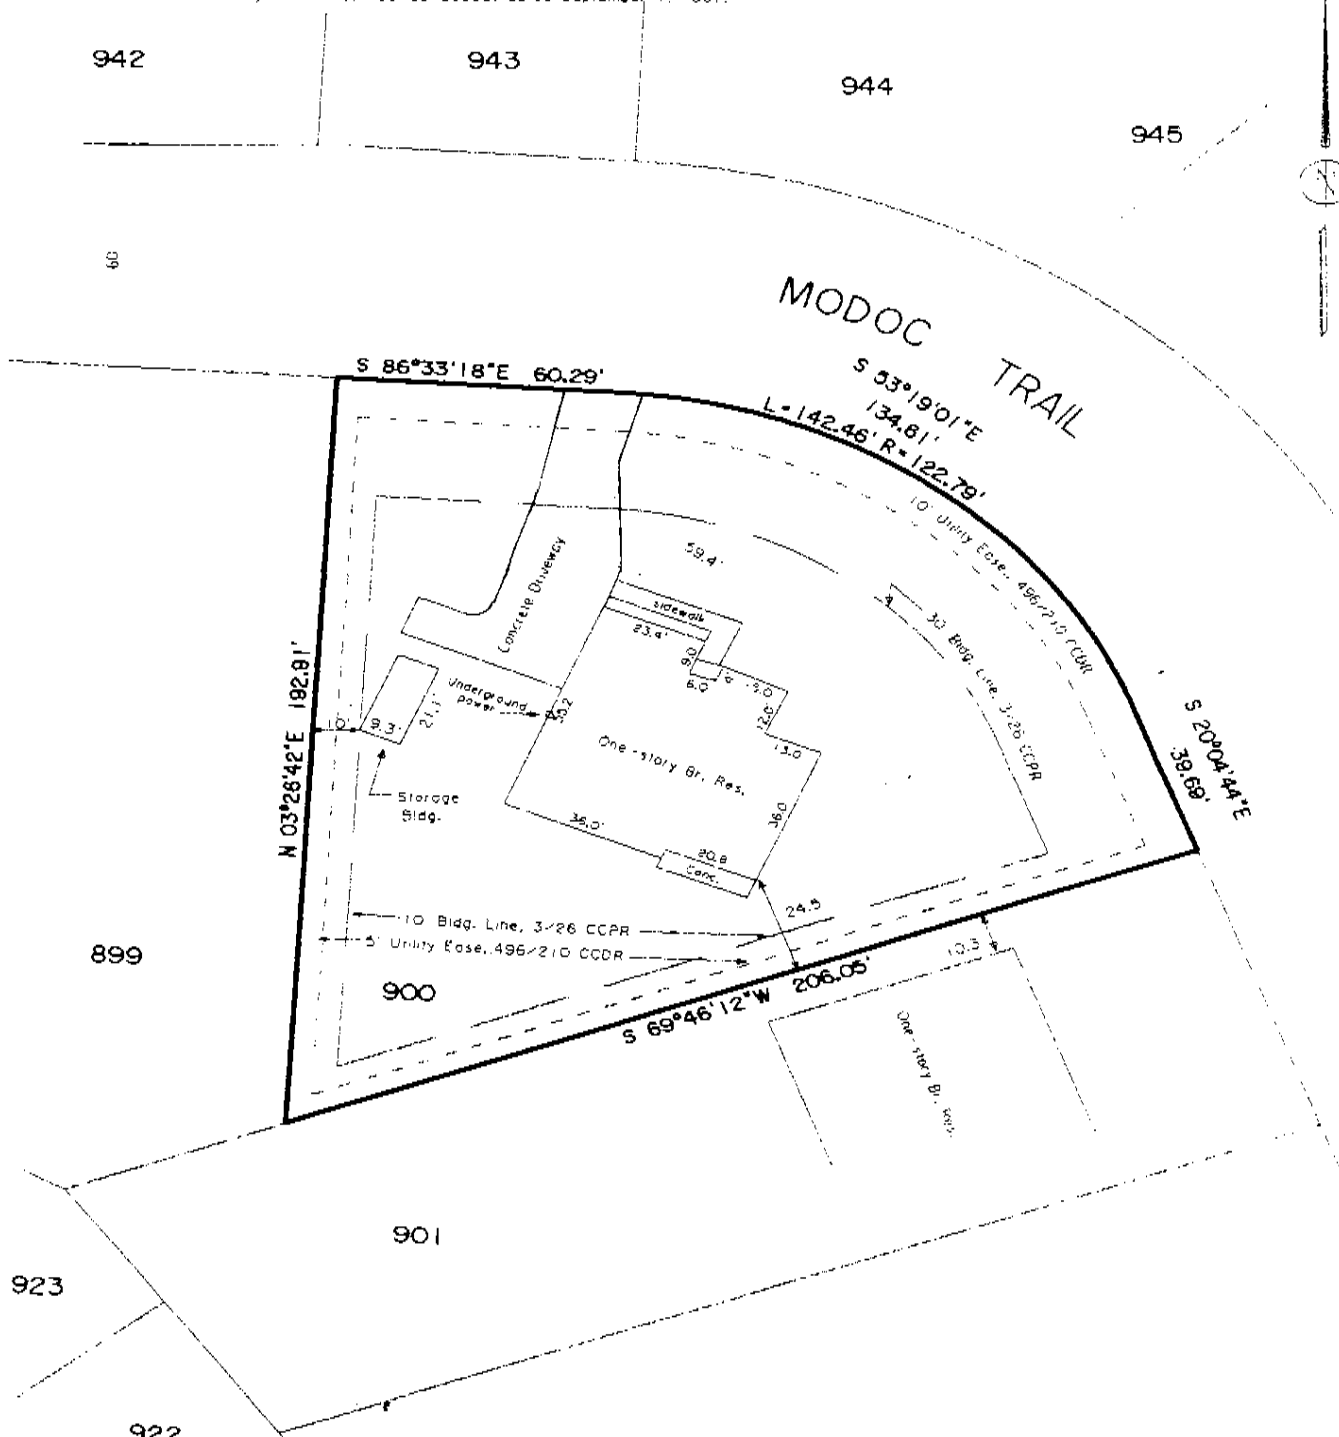 942
943
944
945
60
MODOC TRAIL
S 86°33'18"E 60.29'
S 53°19'01"E
134.61'
L = 142.46' R = 122.79'
10' Utility Ease., 496/210 CCDR
30' Bldg. Line, 3/26 CCPR
S 20°04'44"E
39.69'
59.4'
Concrete Driveway
sidewalk
23.4'
9.0
6.0
9.0
12.0'
13.0
Underground
power
35.2
N 03°26'42"E 192.91'
10'
9.3'
21.1'
One-story Br. Res.
Storage
Bldg.
36.0'
36.0
20.8
Conc.
24.5
10 Bldg. Line, 3/26 CCPR
5' Utility Ease., 496/210 CCDR
10.3
899
900
S 69°46'12"W 206.05'
One-story Br. Res.
901
923
922